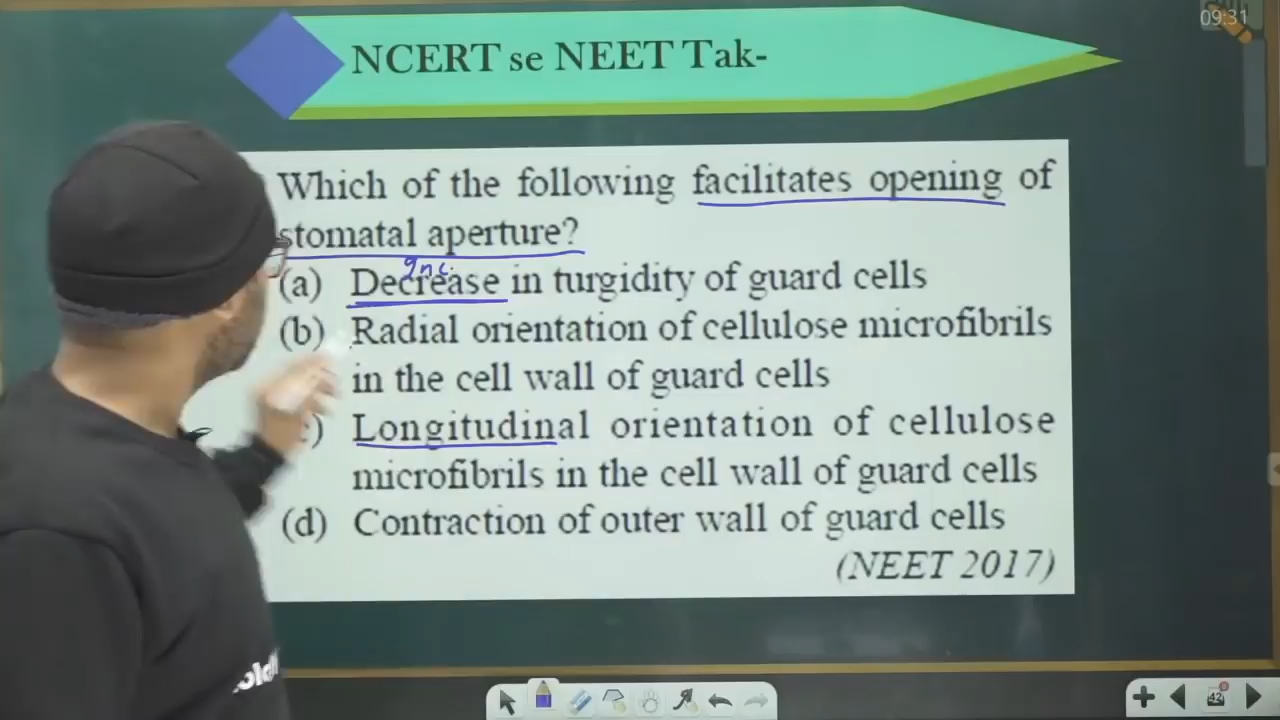 09:31
NCERT se NEET Tak-
Which of the following facilitates opening of
stomatal aperture?
Inc.
(a) Decrease in turgidity of guard cells
(b) Radial orientation of cellulose microfibrils
in the cell wall of guard cells
) Longitudinal orientation of cellulose
microfibrils in the cell wall of guard cells
(d) Contraction of outer wall of guard cells
(NEET 2017)
42